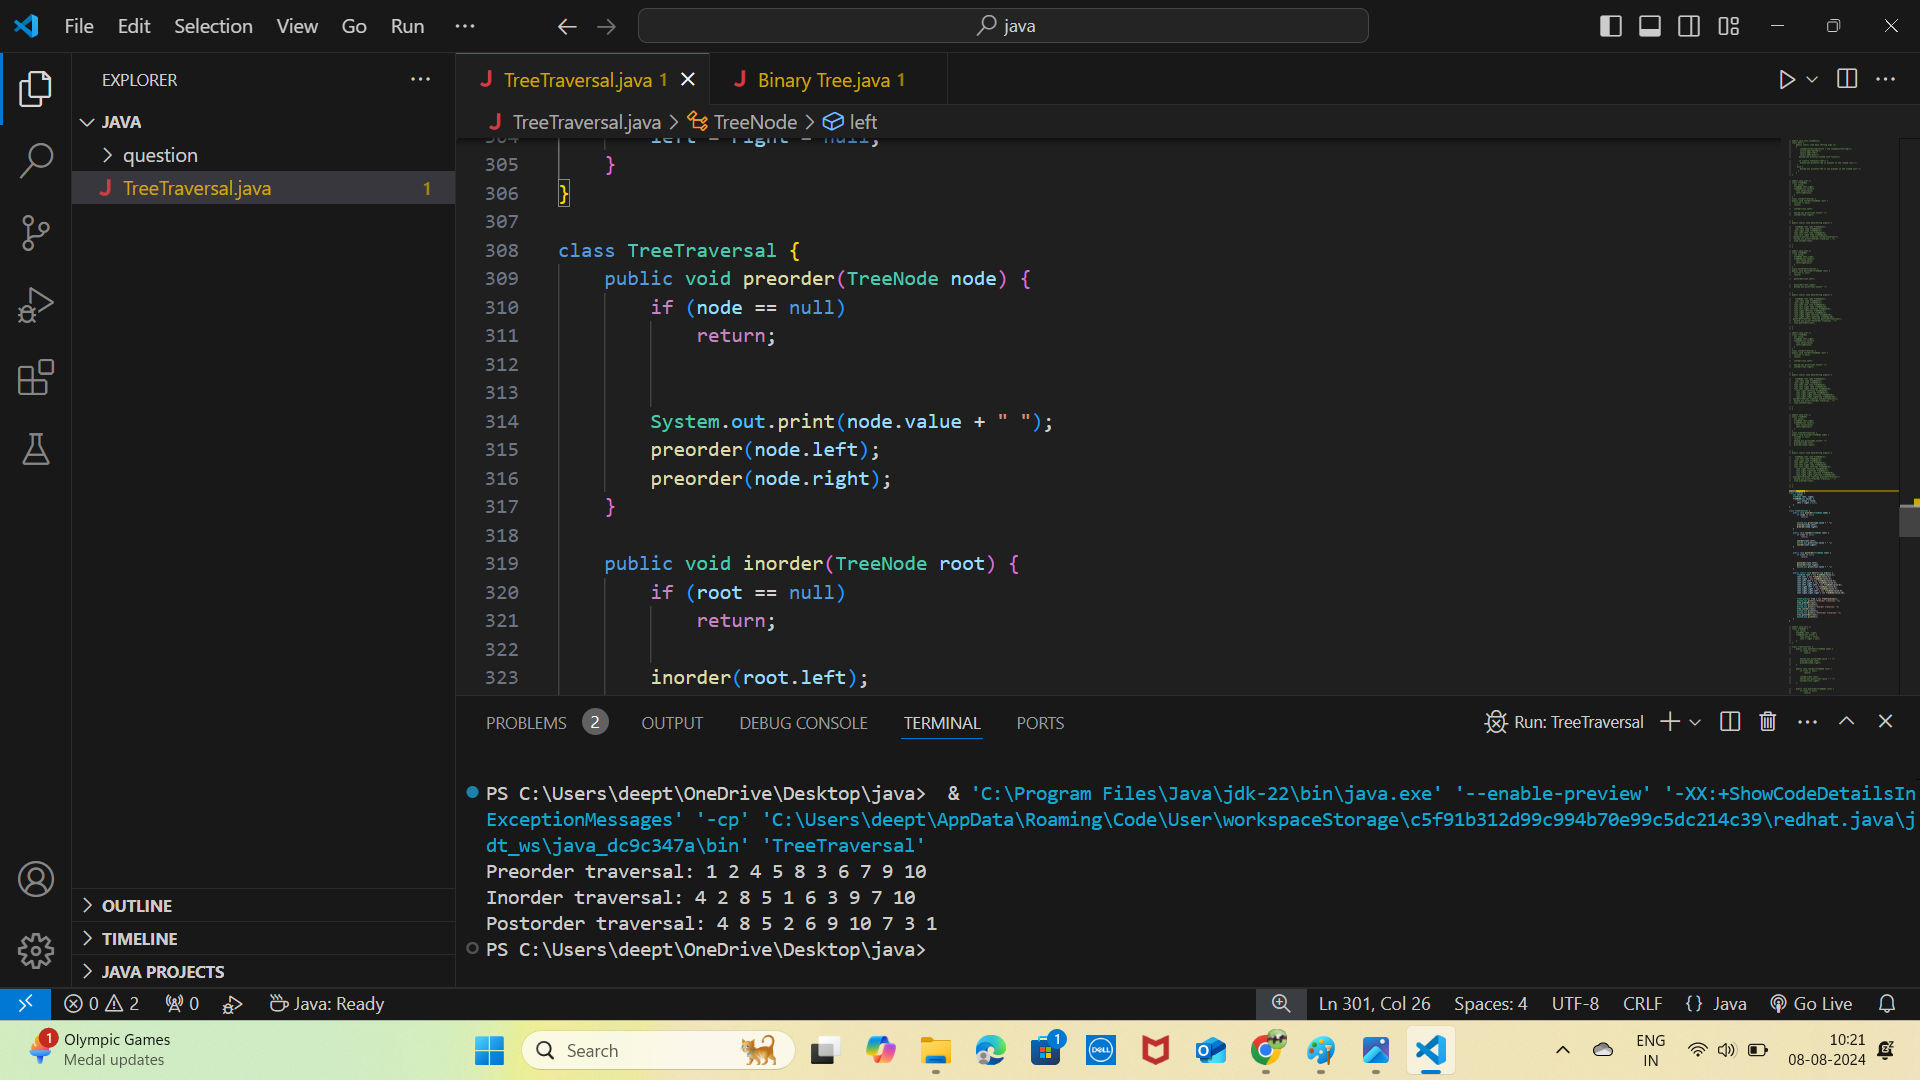 File Edit Selection View Go Run ···
java
EXPLORER ···
JAVA
question
TreeTraversal.java 1
OUTLINE
TIMELINE
JAVA PROJECTS
TreeTraversal.java 1
Binary Tree.java 1
TreeTraversal.java > TreeNode > left
304 left = right = null;
305 }
306 }
307
308 class TreeTraversal {
309 public void preorder(TreeNode node) {
310 if (node == null)
311 return;
312
313
314 System.out.print(node.value + " ");
315 preorder(node.left);
316 preorder(node.right);
317 }
318
319 public void inorder(TreeNode root) {
320 if (root == null)
321 return;
322
323 inorder(root.left);
PROBLEMS 2 OUTPUT DEBUG CONSOLE TERMINAL PORTS
Run: TreeTraversal
PS C:\Users\deept\OneDrive\Desktop\java>  & 'C:\Program Files\Java\jdk-22\bin\java.exe' '--enable-preview' '-XX:+ShowCodeDetailsIn
ExceptionMessages' '-cp' 'C:\Users\deept\AppData\Roaming\Code\User\workspaceStorage\c5f91b312d99c994b70e99c5dc214c39\redhat.java\j
dt_ws\java_dc9c347a\bin' 'TreeTraversal'
Preorder traversal: 1 2 4 5 8 3 6 7 9 10
Inorder traversal: 4 2 8 5 1 6 3 9 7 10
Postorder traversal: 4 8 5 2 6 9 10 7 3 1
PS C:\Users\deept\OneDrive\Desktop\java>
0 2 0 Java: Ready
Ln 301, Col 26 Spaces: 4 UTF-8 CRLF {} Java Go Live
1
Olympic Games
Medal updates
Search
1
DELL
ENG
IN
10:21
08-08-2024